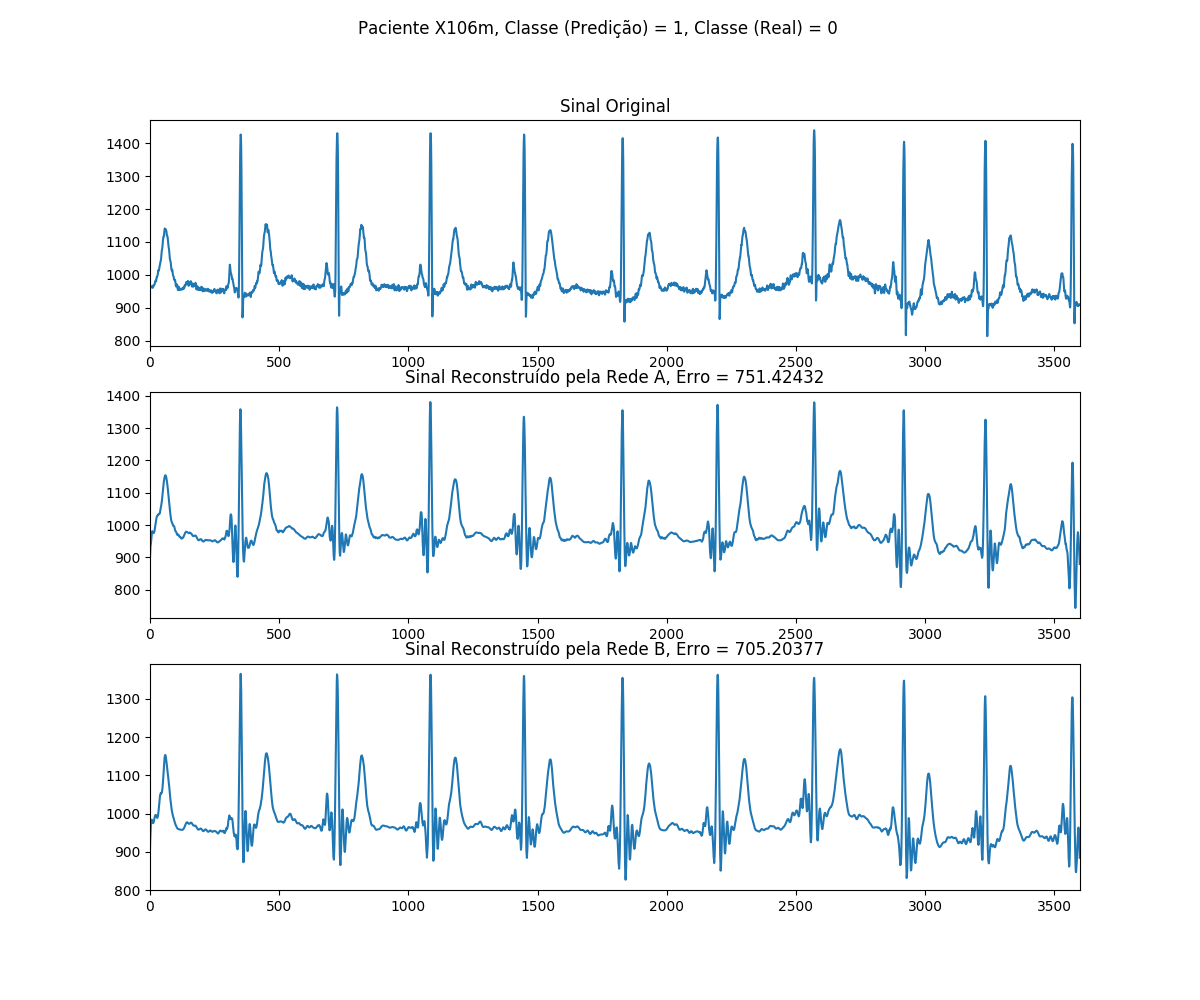 Paciente X106m, Classe (Predição) = 1, Classe (Real) = 0
Sinal Original
1400
1300
1200
1100
1000
900
800
0 500 1000 1500 2000 2500 3000 3500
Sinal Reconstruído pela Rede A, Erro = 751.42432
1400
1300
1200
1100
1000
900
800
0 500 1000 1500 2000 2500 3000 3500
Sinal Reconstruído pela Rede B, Erro = 705.20377
1300
1200
1100
1000
900
800
0 500 1000 1500 2000 2500 3000 3500